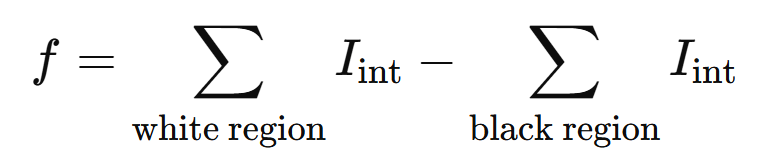 f = ∑ I_int − ∑ I_int
white region black region